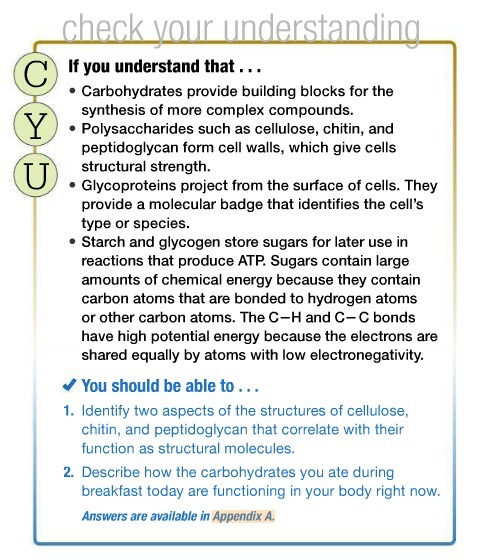 check your understanding
C
Y
U
If you understand that . . .
• Carbohydrates provide building blocks for the
synthesis of more complex compounds.
• Polysaccharides such as cellulose, chitin, and
peptidoglycan form cell walls, which give cells
structural strength.
• Glycoproteins project from the surface of cells. They
provide a molecular badge that identifies the cell's
type or species.
• Starch and glycogen store sugars for later use in
reactions that produce ATP. Sugars contain large
amounts of chemical energy because they contain
carbon atoms that are bonded to hydrogen atoms
or other carbon atoms. The C—H and C—C bonds
have high potential energy because the electrons are
shared equally by atoms with low electronegativity.
✔ You should be able to . . .
1. Identify two aspects of the structures of cellulose,
chitin, and peptidoglycan that correlate with their
function as structural molecules.
2. Describe how the carbohydrates you ate during
breakfast today are functioning in your body right now.
Answers are available in Appendix A.